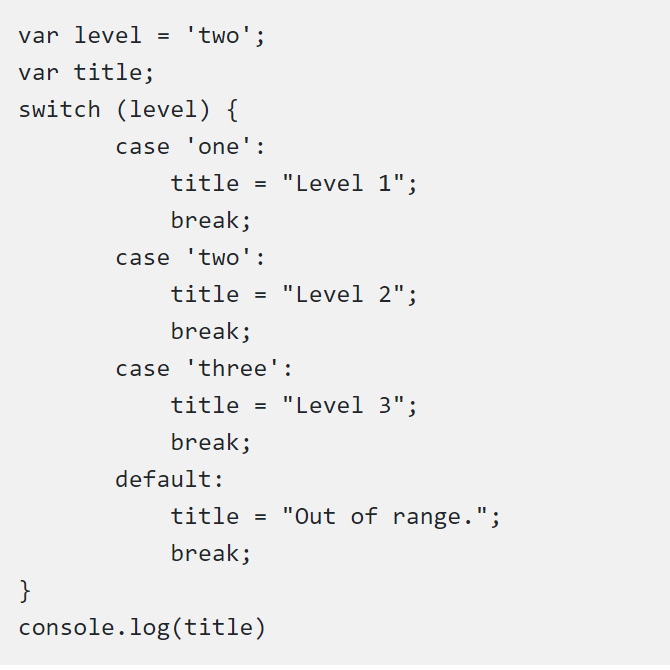 var level = 'two';
var title;
switch (level) {
       case 'one':
           title = "Level 1";
           break;
       case 'two':
           title = "Level 2";
           break;
       case 'three':
           title = "Level 3";
           break;
       default:
           title = "Out of range.";
           break;
}
console.log(title)